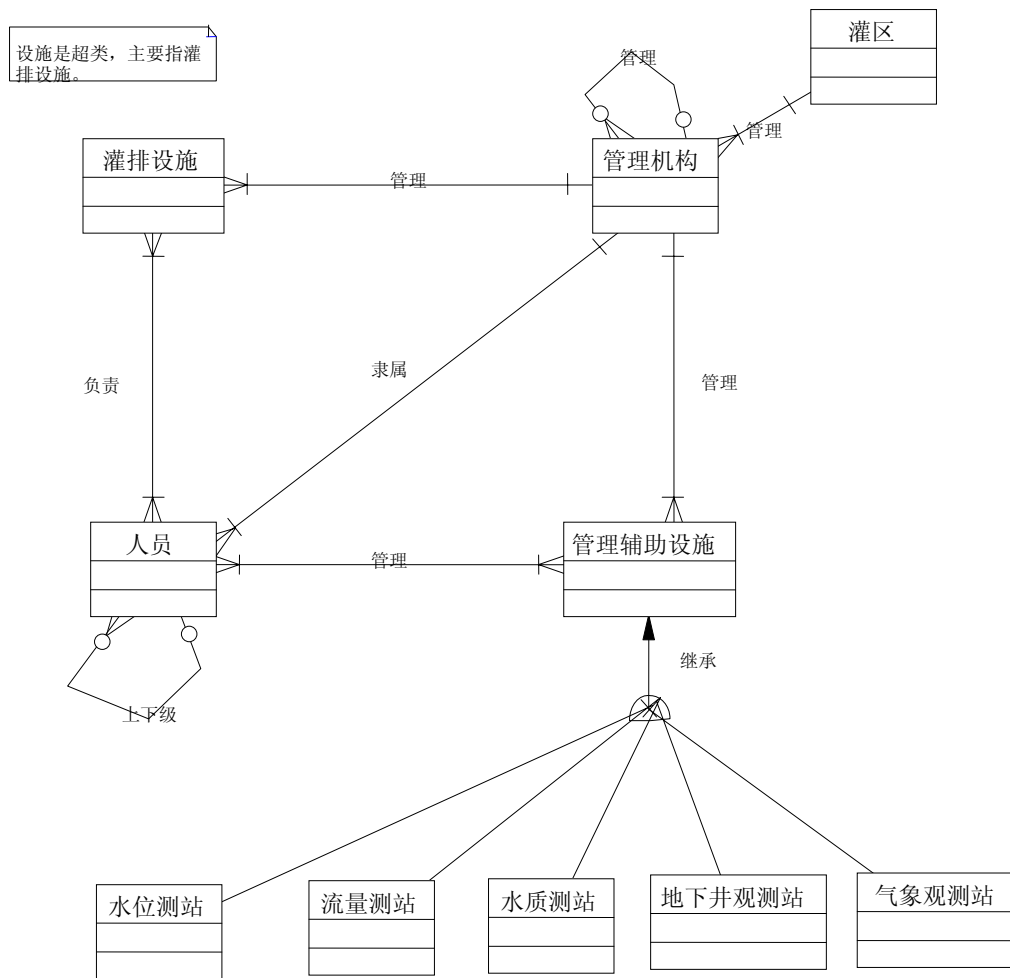 灌区
设施是超类，主要指灌
排设施。
管理
管理
灌排设施
管理机构
管理
隶属
管理
负责
人员
管理辅助设施
管理
继承
上下级
水位测站
流量测站
水质测站
地下井观测站
气象观测站